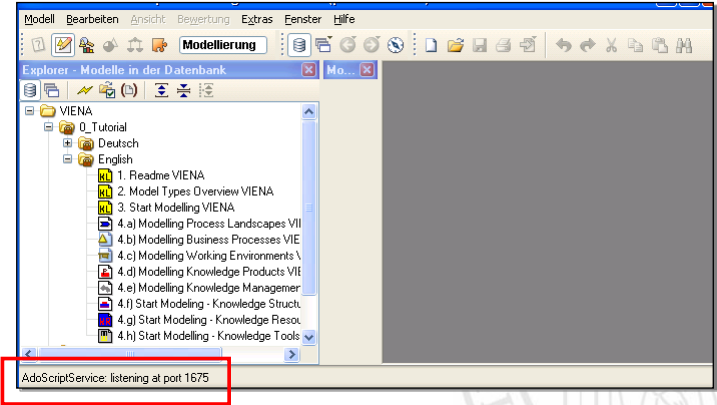 Modell Bearbeiten Ansicht Bewertung Extras Fenster Hilfe
Modellierung
Explorer - Modelle in der Datenbank
Mo...
VIENA
0_Tutorial
Deutsch
English
1. Readme VIENA
2. Model Types Overview VIENA
3. Start Modelling VIENA
4.a) Modelling Process Landscapes VII
4.b) Modelling Business Processes VIE
4.c) Modelling Working Environments V
4.d) Modelling Knowledge Products VIE
4.e) Modelling Knowledge Managemer
4.f) Start Modeling - Knowledge Structu
4.g) Start Modeling - Knowledge Resou
4.h) Start Modelling - Knowledge Tools
AdoScriptService: listening at port 1675